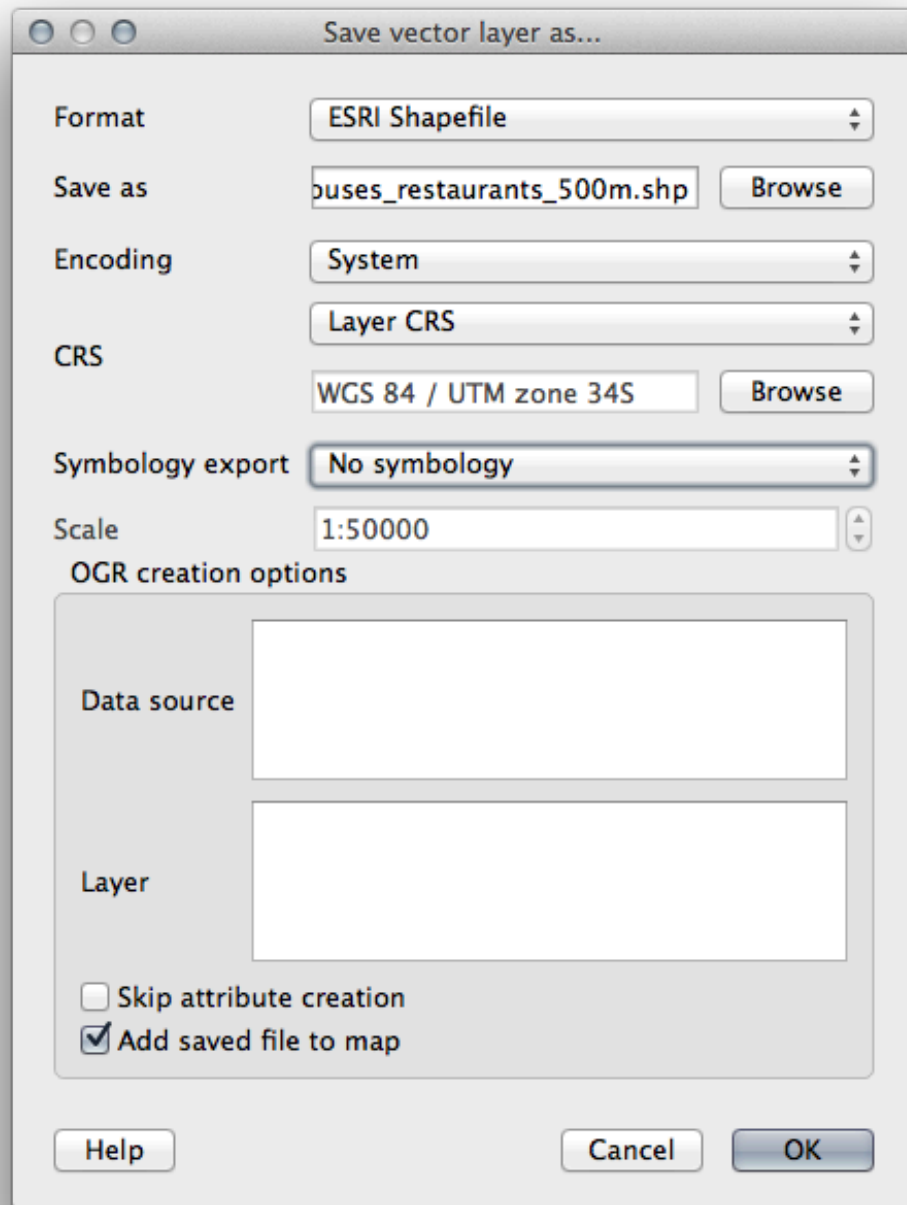 Save vector layer as...
Format ESRI Shapefile
Save as ouses_restaurants_500m.shp Browse
Encoding System
Layer CRS
CRS
WGS 84 / UTM zone 34S Browse
Symbology export No symbology
Scale 1:50000
OGR creation options
Data source
Layer
Skip attribute creation
Add saved file to map
Help Cancel OK